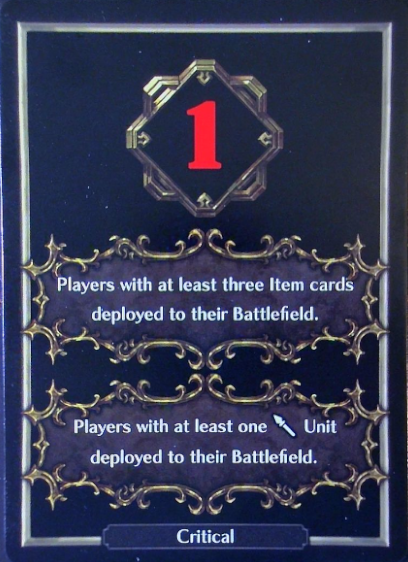 1
Players with at least three Item cards
deployed to their Battlefield.
Players with at least one Unit
deployed to their Battlefield.
Critical